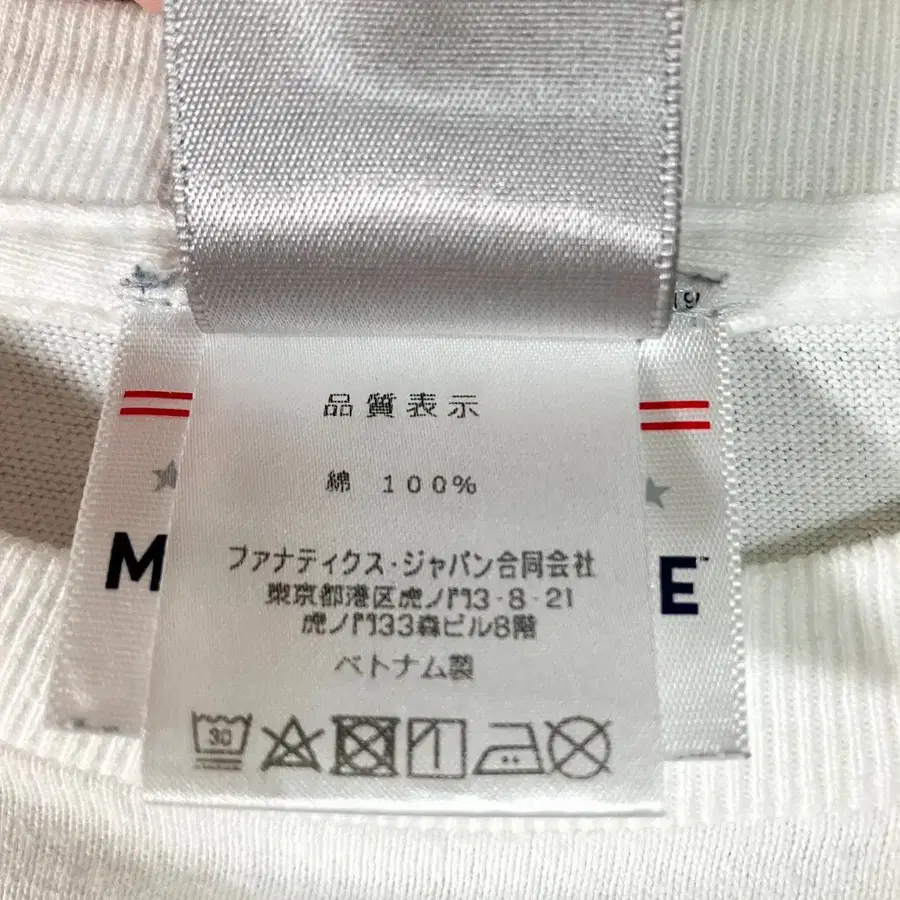 品質表示
綿 100%
M
E™
ファナティクス・ジャパン合同会社
東京都港区虎ノ門3-8-21
虎ノ門33森ビル8階
ベトナム製
30